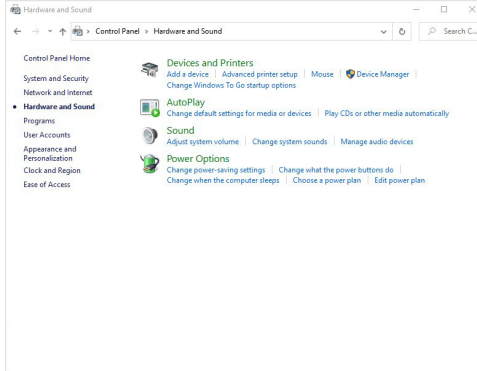 Hardware and Sound
Control Panel > Hardware and Sound
Search C...
Control Panel Home
System and Security
Network and Internet
Hardware and Sound
Programs
User Accounts
Appearance and
Personalization
Clock and Region
Ease of Access
Devices and Printers
Add a device | Advanced printer setup | Mouse | Device Manager |
Change Windows To Go startup options
AutoPlay
Change default settings for media or devices | Play CDs or other media automatically
Sound
Adjust system volume | Change system sounds | Manage audio devices
Power Options
Change power-saving settings | Change what the power buttons do |
Change when the computer sleeps | Choose a power plan | Edit power plan